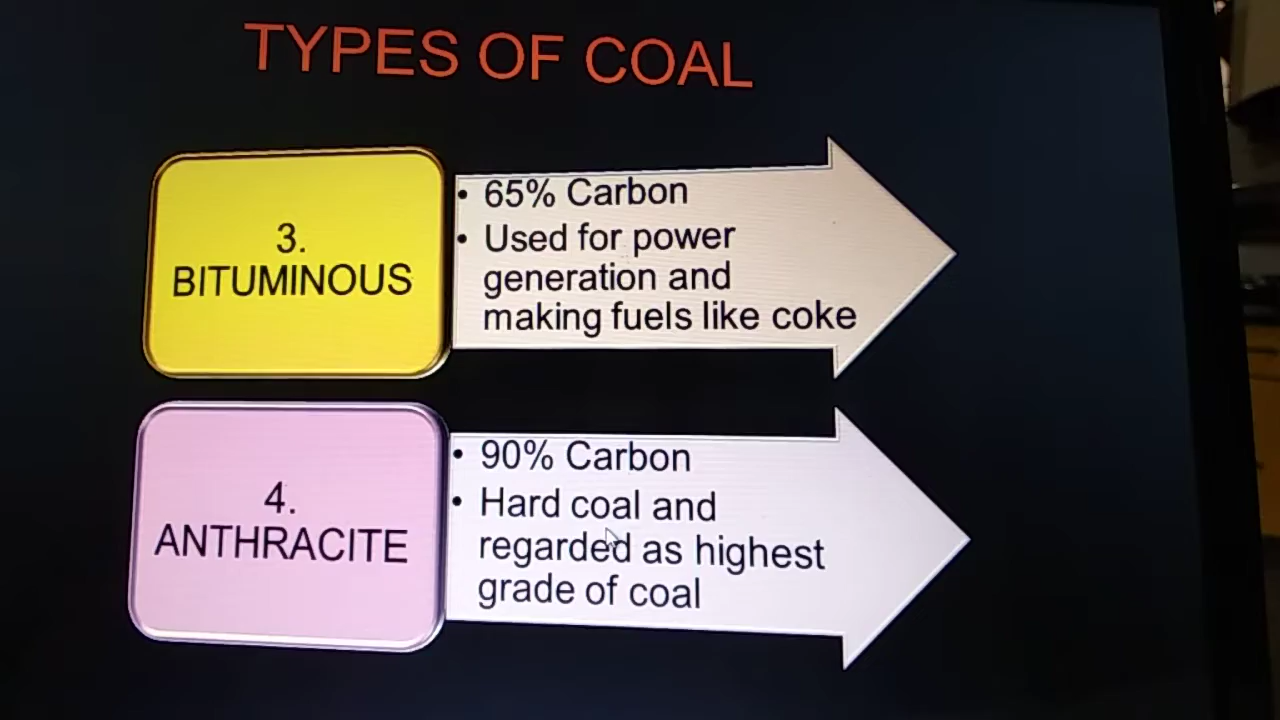 TYPES OF COAL
3.
BITUMINOUS
• 65% Carbon
• Used for power
generation and
making fuels like coke
4.
ANTHRACITE
• 90% Carbon
• Hard coal and
regarded as highest
grade of coal